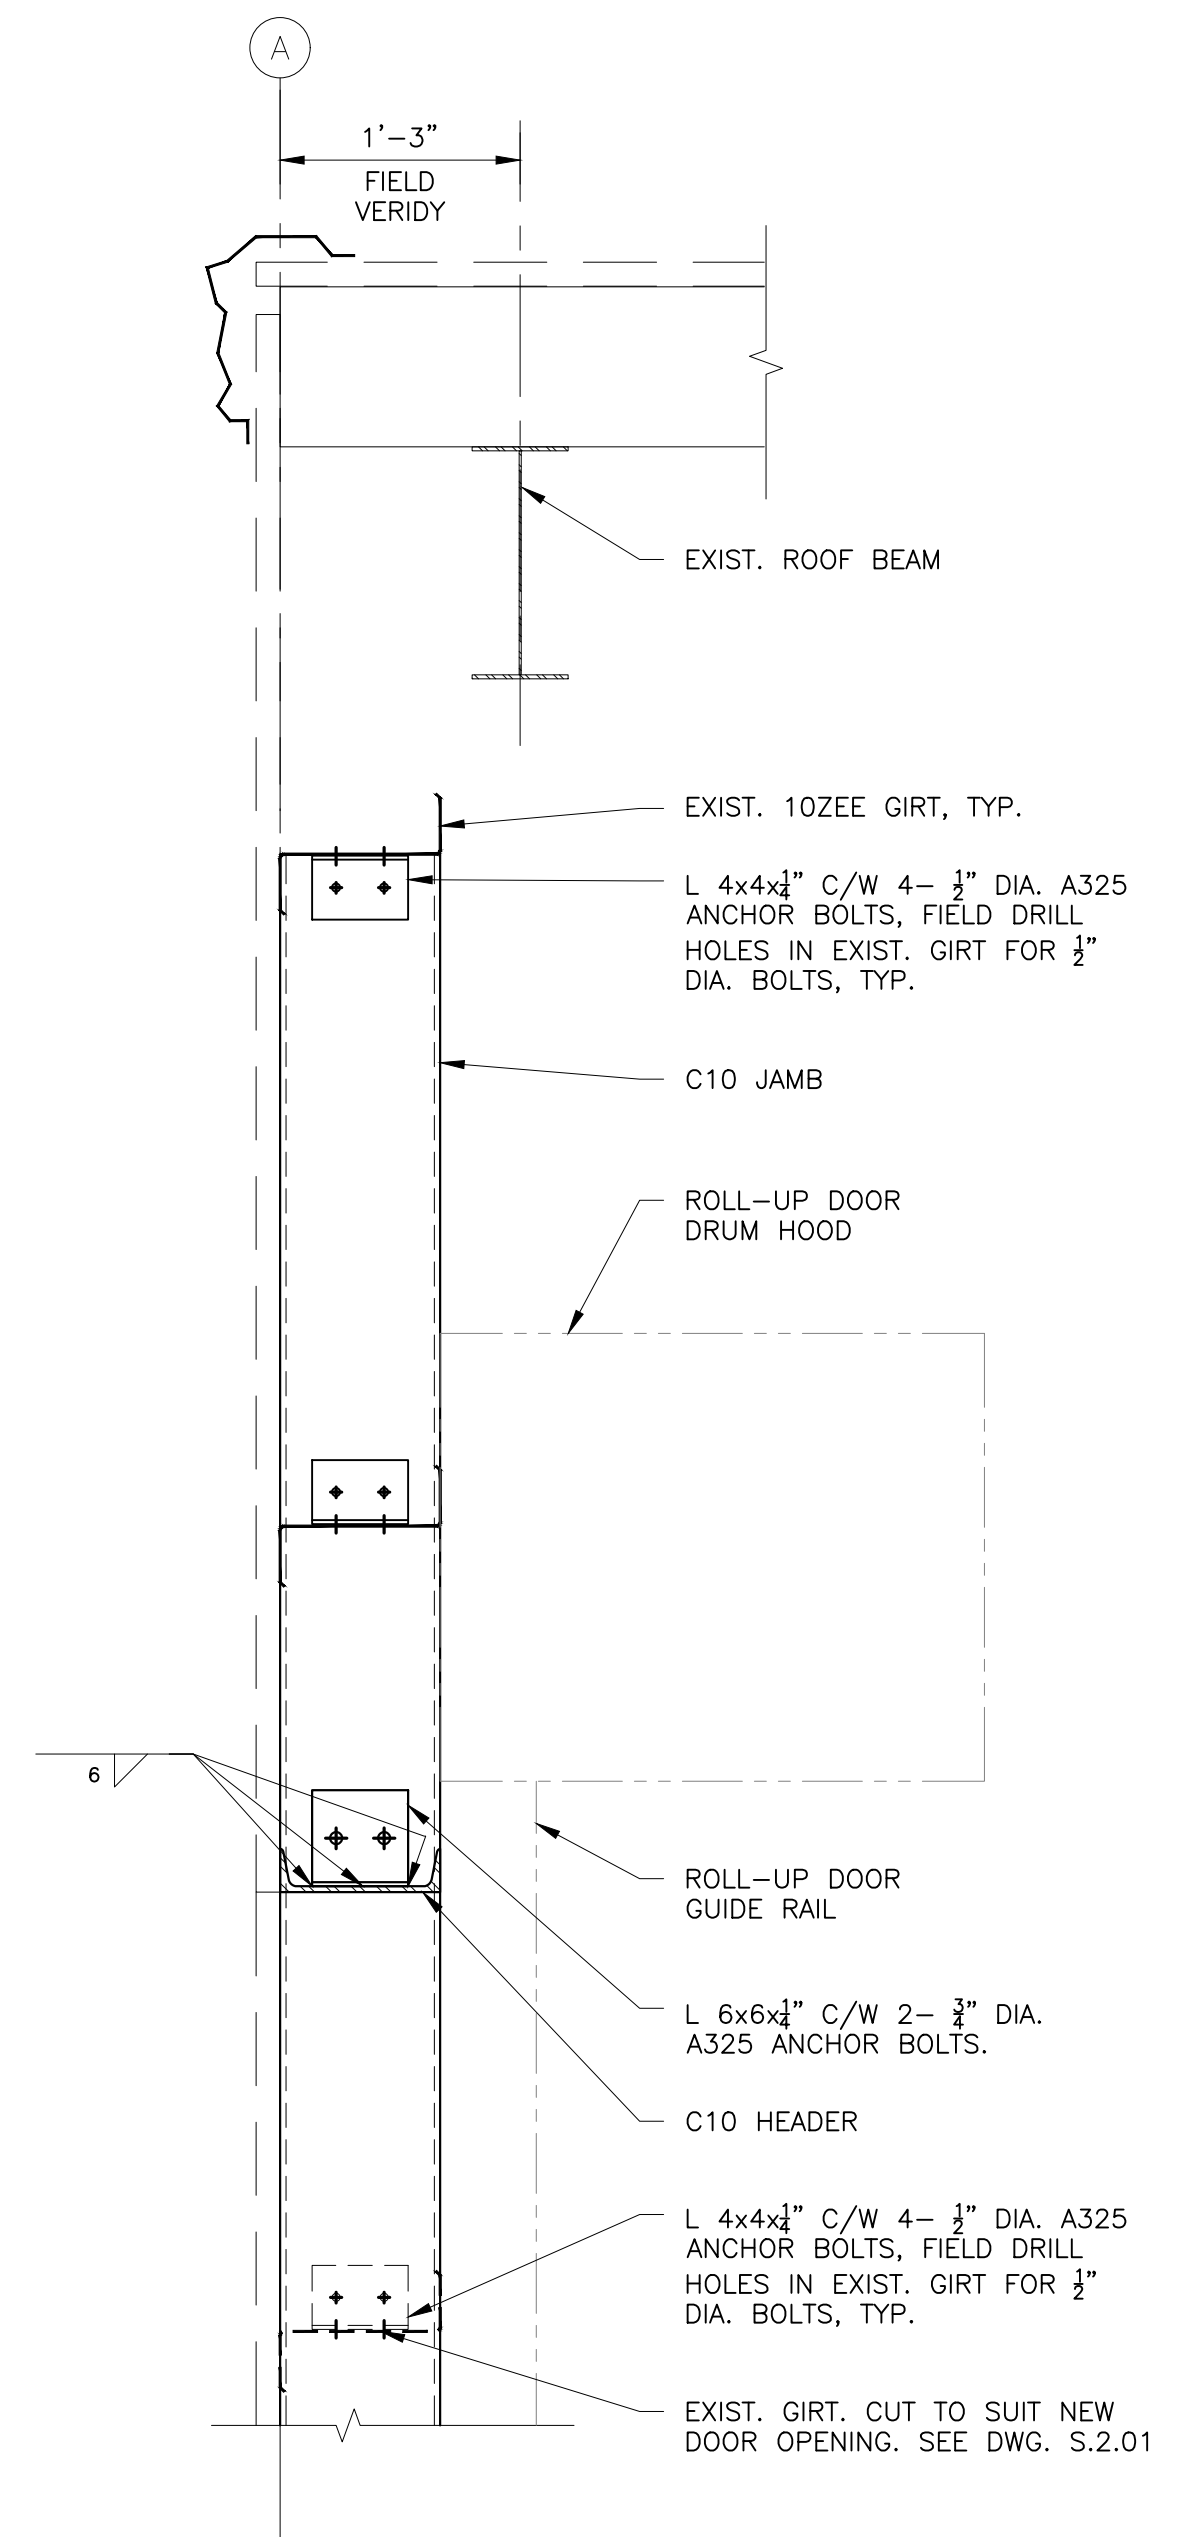 A
1'-3"
FIELD
VERIDY
EXIST. ROOF BEAM
EXIST. 10ZEE GIRT, TYP.
L 4x4x1/4" C/W 4- 1/2" DIA. A325
ANCHOR BOLTS, FIELD DRILL
HOLES IN EXIST. GIRT FOR 1/2"
DIA. BOLTS, TYP.
C10 JAMB
ROLL-UP DOOR
DRUM HOOD
6
ROLL-UP DOOR
GUIDE RAIL
L 6x6x1/4" C/W 2- 3/4" DIA.
A325 ANCHOR BOLTS.
C10 HEADER
L 4x4x1/4" C/W 4- 1/2" DIA. A325
ANCHOR BOLTS, FIELD DRILL
HOLES IN EXIST. GIRT FOR 1/2"
DIA. BOLTS, TYP.
EXIST. GIRT. CUT TO SUIT NEW
DOOR OPENING. SEE DWG. S.2.01